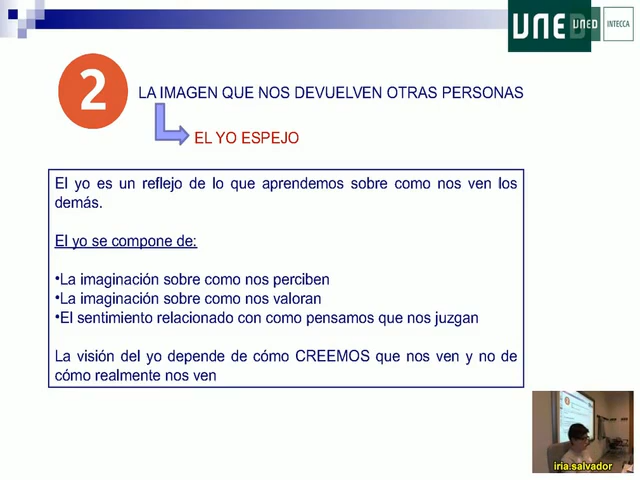 UNED
UNED
INTECCA
2
LA IMAGEN QUE NOS DEVUELVEN OTRAS PERSONAS
EL YO ESPEJO
El yo es un reflejo de lo que aprendemos sobre como nos ven los
demás.
El yo se compone de:
•La imaginación sobre como nos perciben
•La imaginación sobre como nos valoran
•El sentimiento relacionado con como pensamos que nos juzgan
La visión del yo depende de cómo CREEMOS que nos ven y no de
cómo realmente nos ven
iria.salvador